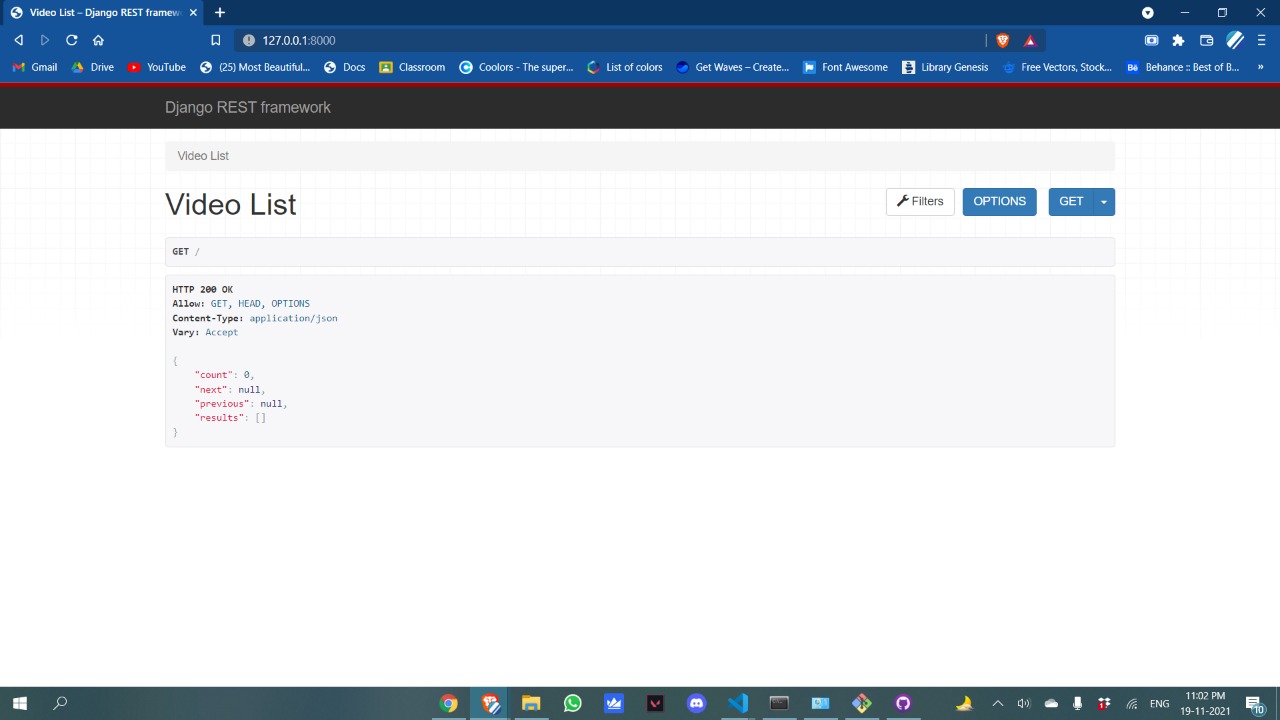 Video List – Django REST framew
127.0.0.1:8000
Gmail Drive YouTube (25) Most Beautiful... Docs Classroom Coolors - The super... List of colors Get Waves – Create... Font Awesome Library Genesis Free Vectors, Stock... Bē Behance :: Best of B... »
Django REST framework
Video List
Video List
Filters OPTIONS GET
GET /
HTTP 200 OK
Allow: GET, HEAD, OPTIONS
Content-Type: application/json
Vary: Accept
{
"count": 0,
"next": null,
"previous": null,
"results": []
}
ENG
11:02 PM
19-11-2021
10